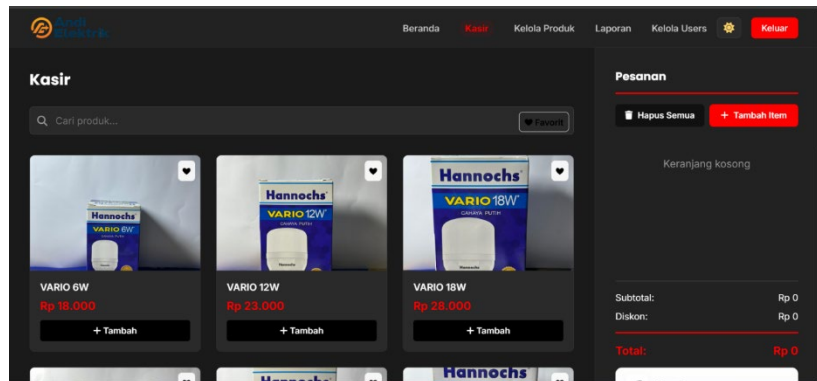 Andi
Elektrik
Beranda
Kasir
Kelola Produk
Laporan
Kelola Users
Keluar
Kasir
Cari produk...
Favorit
Hannochs
VARIO 6W
VARIO 6W
Rp 18.000
+ Tambah
Hannochs
VARIO 12W
CAHAYA PUTIH
VARIO 12W
Rp 23.000
+ Tambah
Hannochs
VARIO 18W
CAHAYA PUTIH
Hannochs
VARIO 18W
Rp 28.000
+ Tambah
Hannochs
Hannochs
Pesanan
Hapus Semua
+ Tambah Item
Keranjang kosong
Subtotal: Rp 0
Diskon: Rp 0
Total: Rp 0